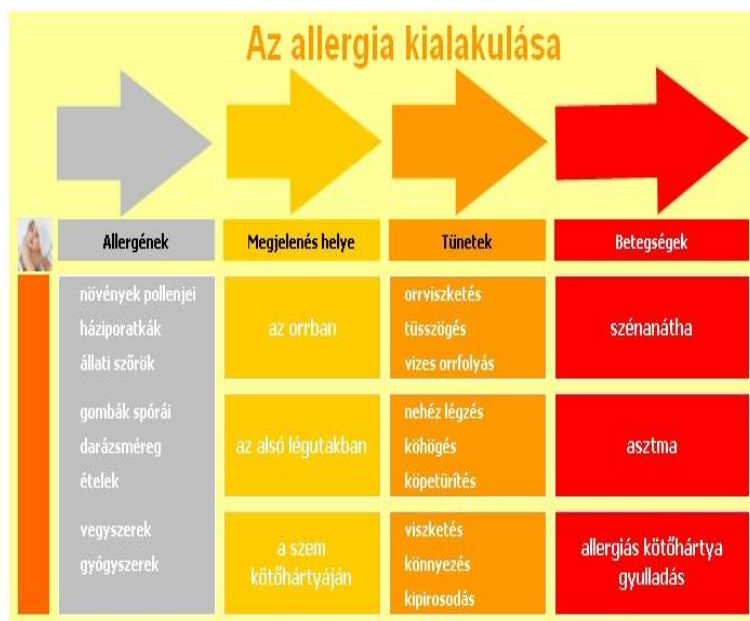 Az allergia kialakulása
Allergének
Megjelenés helye
Tünetek
Betegségek
növények pollenjei
háziporatkák
állati szőrök
gombák spórái
darázsméreg
ételek
vegyszerek
gyógyszerek
az orrban
az alsó légutakban
a szem
kötőhártyáján
orrviszketés
tüsszögés
vizes orrfolyás
nehéz légzés
köhögés
köpetürítés
viszketés
könnyezés
kipirosodás
szénanátha
asztma
allergiás kötőhártya
gyulladás